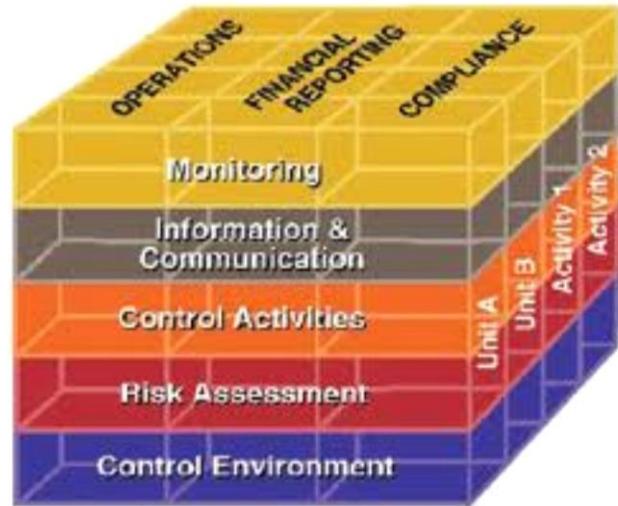 OPERATIONS
FINANCIAL
REPORTING
COMPLIANCE
Monitoring
Information &
Communication
Control Activities
Risk Assessment
Control Environment
Unit A
Unit B
Activity 1
Activity 2